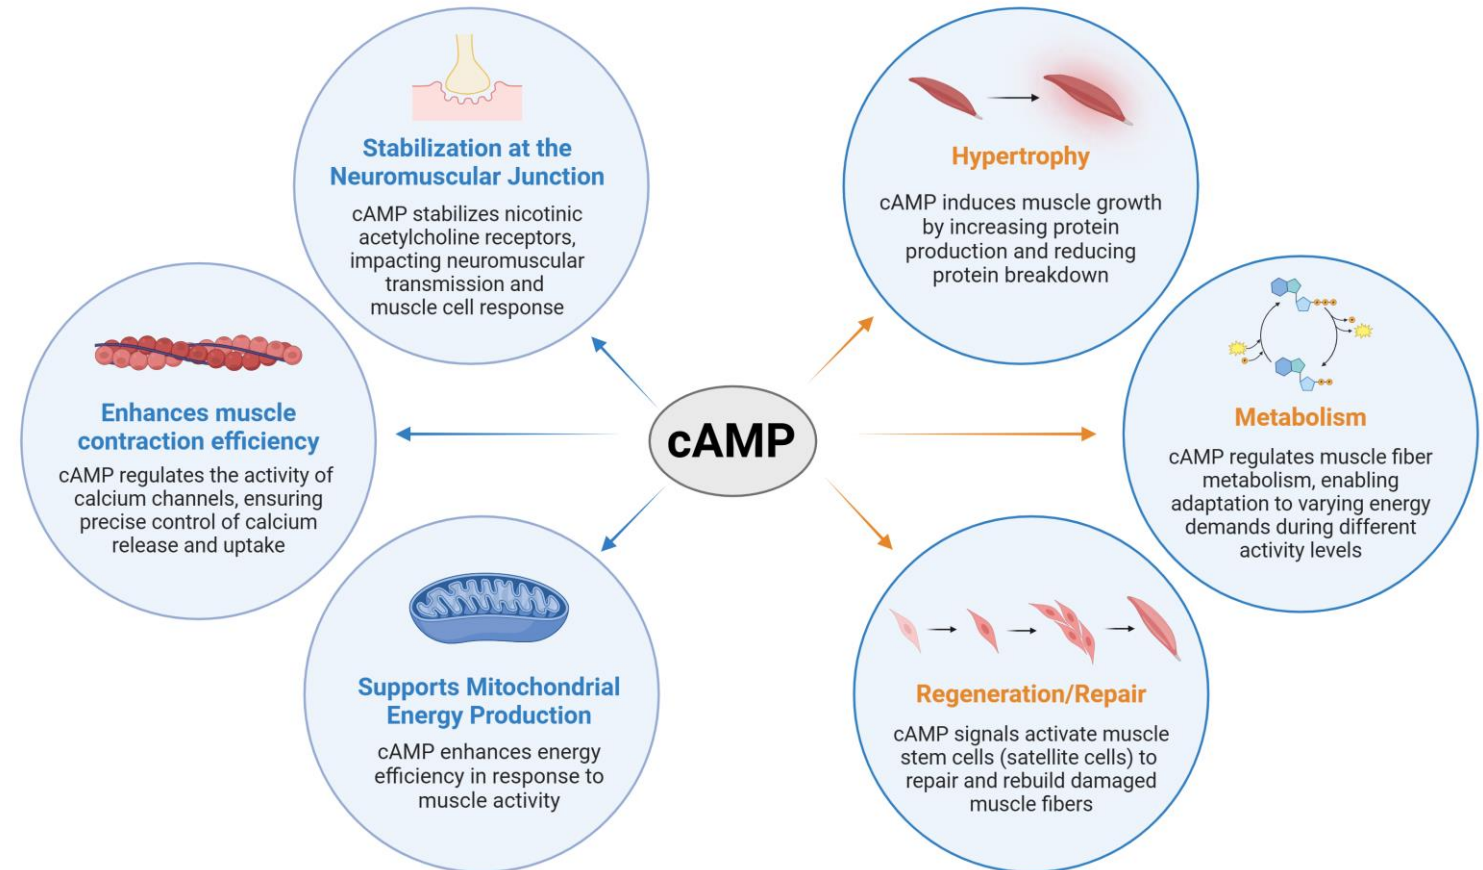 Stabilization at the
Neuromuscular Junction
cAMP stabilizes nicotinic
acetylcholine receptors,
impacting neuromuscular
transmission and
muscle cell response
Hypertrophy
cAMP induces muscle growth
by increasing protein
production and reducing
protein breakdown
Enhances muscle
contraction efficiency
cAMP regulates the activity of
calcium channels, ensuring
precise control of calcium
release and uptake
cAMP
Metabolism
cAMP regulates muscle fiber
metabolism, enabling
adaptation to varying energy
demands during different
activity levels
Supports Mitochondrial
Energy Production
cAMP enhances energy
efficiency in response to
muscle activity
Regeneration/Repair
cAMP signals activate muscle
stem cells (satellite cells) to
repair and rebuild damaged
muscle fibers